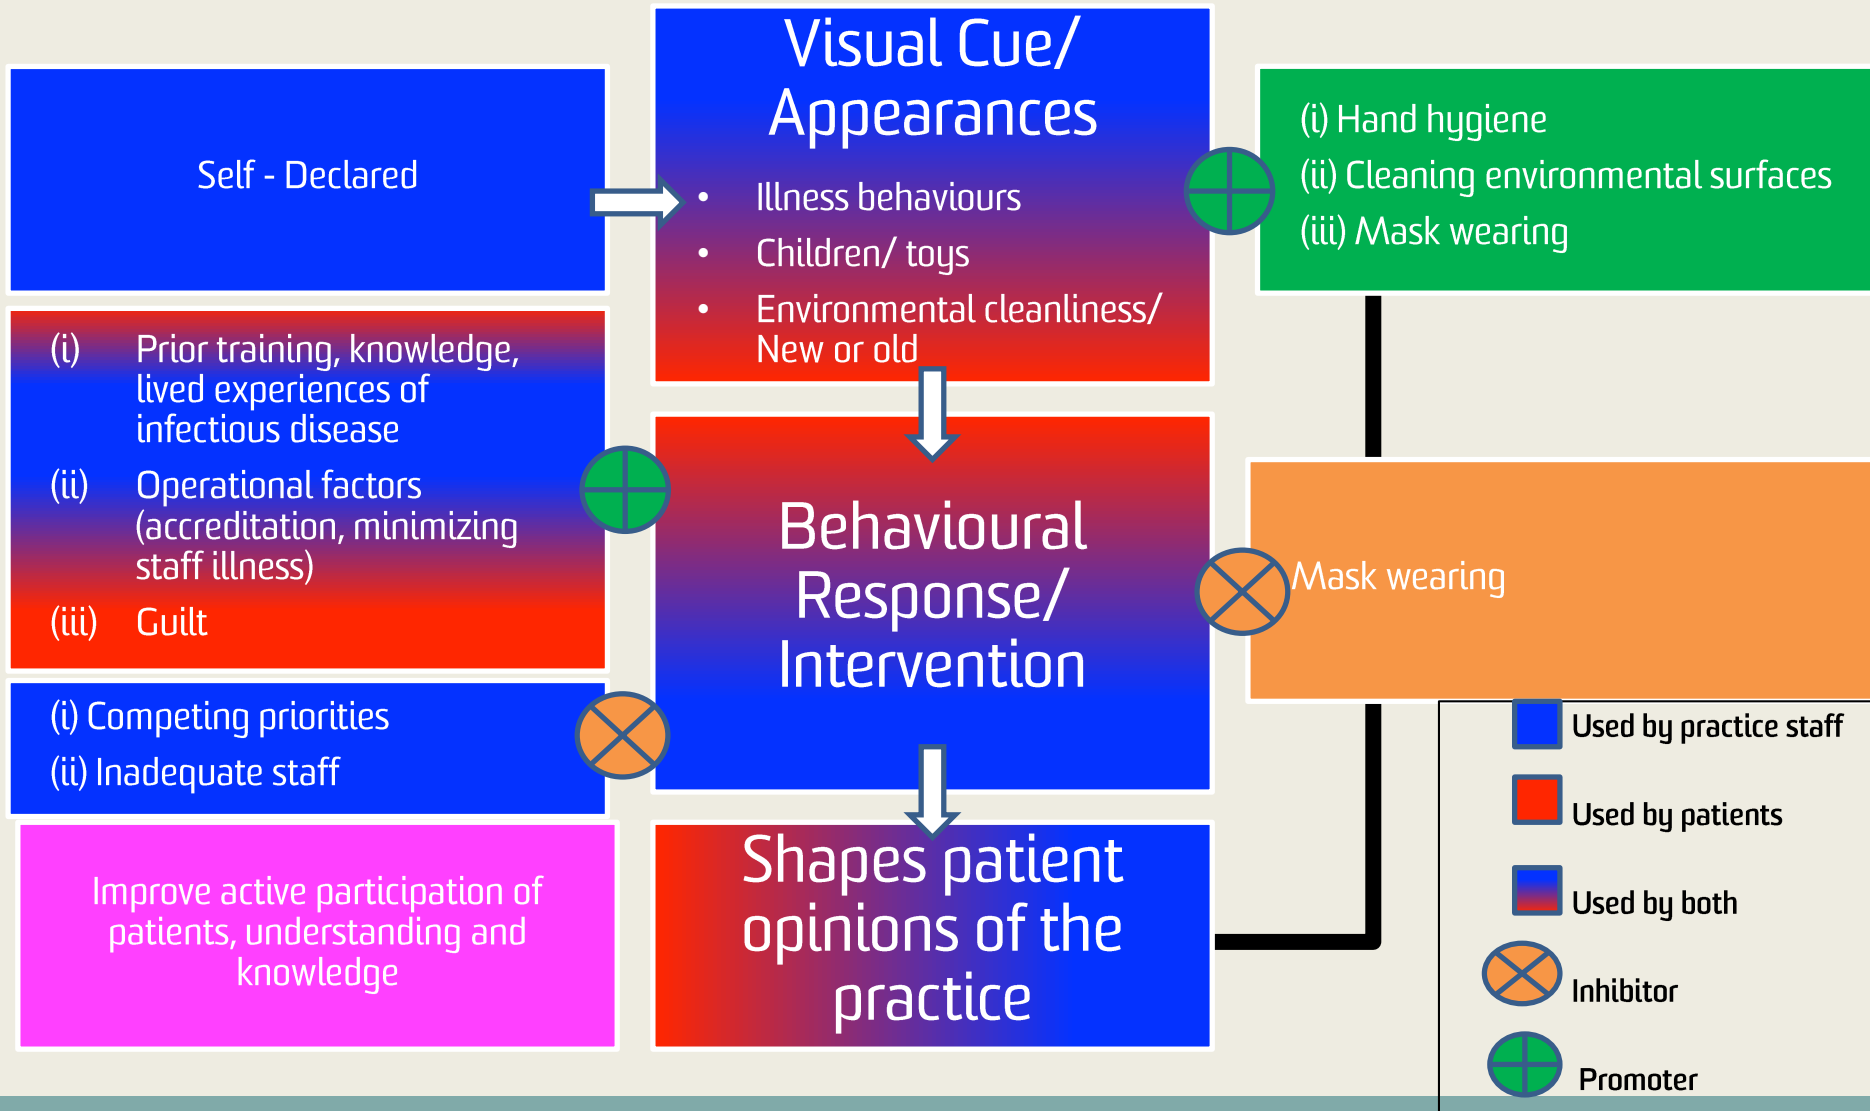 Self - Declared
Visual Cue/
Appearances
• Illness behaviours
• Children/ toys
• Environmental cleanliness/
New or old
(i) Hand hygiene
(ii) Cleaning environmental surfaces
(iii) Mask wearing
(i) Prior training, knowledge,
lived experiences of
infectious disease
(ii) Operational factors
(accreditation, minimizing
staff illness)
(iii) Guilt
Behavioural
Response/
Intervention
Mask wearing
(i) Competing priorities
(ii) Inadequate staff
Improve active participation of
patients, understanding and
knowledge
Shapes patient
opinions of the
practice
Used by practice staff
Used by patients
Used by both
Inhibitor
Promoter